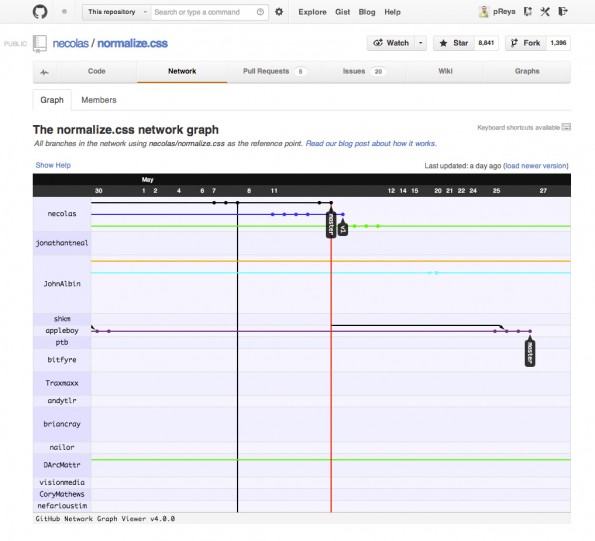 This repository Search or type a command Explore Gist Blog Help pReya
PUBLIC necolas / normalize.css Watch Star 8,841 Fork 1,396
Code Network Pull Requests 6 Issues 20 Wiki Graphs
Graph Members
The normalize.css network graph
Keyboard shortcuts available
All branches in the network using necolas/normalize.css as the reference point. Read our blog post about how it works.
Show Help Last updated: a day ago (load newer version)
May
30 1 2 4 6 7 8 11 12 14 15 20 21 22 24 25 27
necolas
master
v1
jonathantneal
JohnAlbin
shkm
appleboy
master
ptb
bitfyre
Traxmaxx
andytlr
briancray
nailor
DArcMattr
visionmedia
CoryMathews
nefarioustim
GitHub Network Graph Viewer v4.0.0